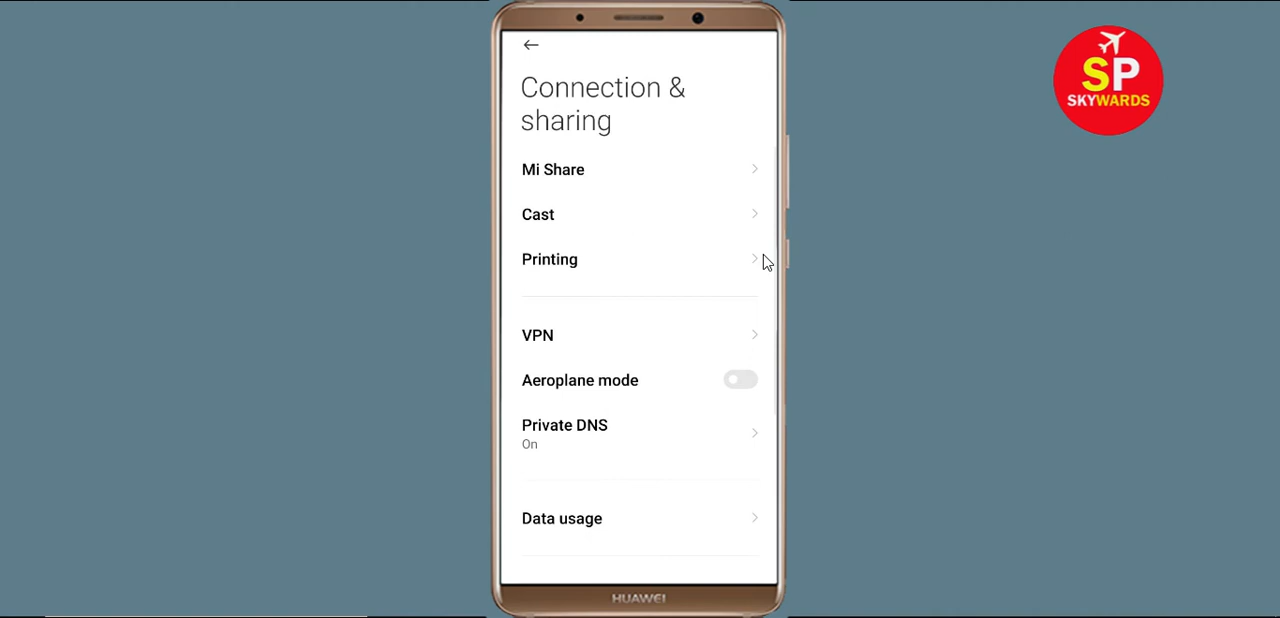 Connection &
sharing
Mi Share
Cast
Printing
VPN
Aeroplane mode
Private DNS
On
Data usage
HUAWEI
SP
SKYWARDS